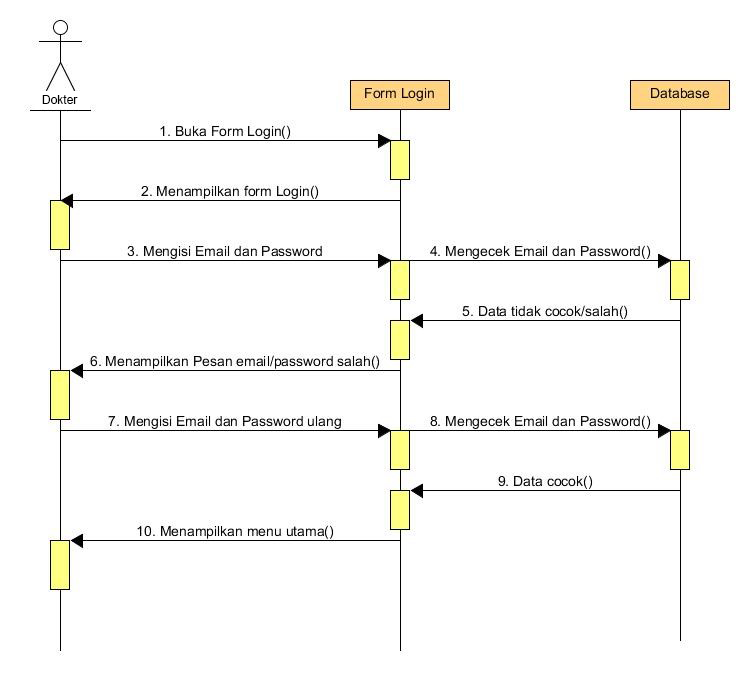 Dokter
Form Login
Database
1. Buka Form Login()
2. Menampilkan form Login()
3. Mengisi Email dan Password
4. Mengecek Email dan Password()
5. Data tidak cocok/salah()
6. Menampilkan Pesan email/password salah()
7. Mengisi Email dan Password ulang
8. Mengecek Email dan Password()
9. Data cocok()
10. Menampilkan menu utama()